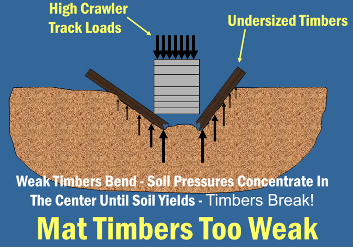 High Crawler
Track Loads
Undersized Timbers
Weak Timbers Bend - Soil Pressures Concentrate In
The Center Until Soil Yields - Timbers Break!
Mat Timbers Too Weak